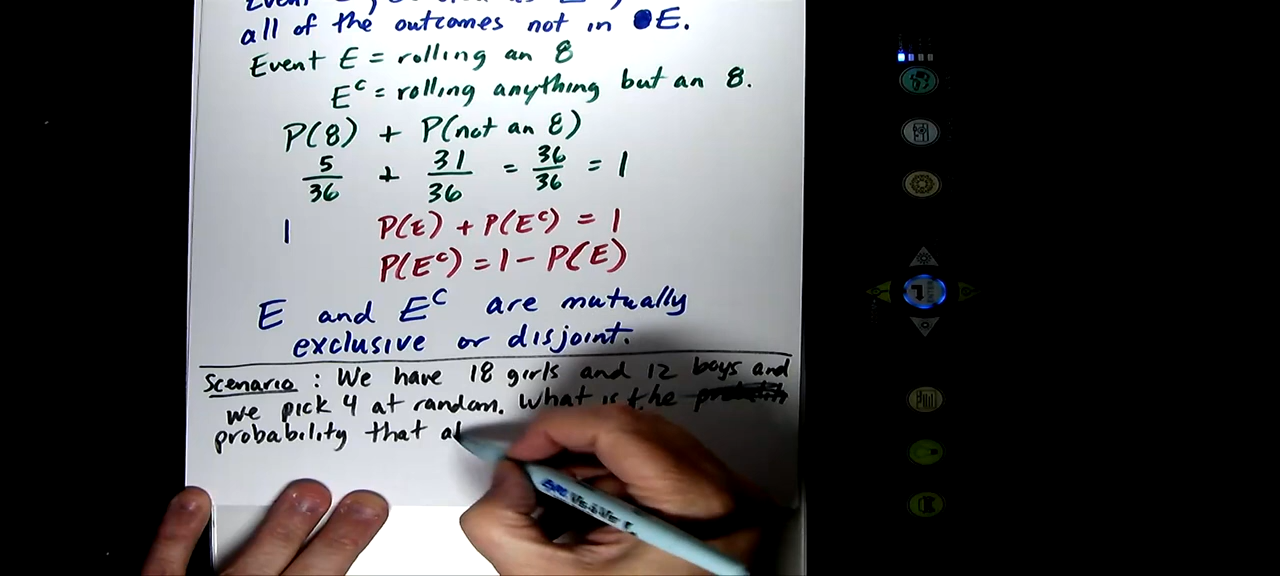 all of the outcomes not in E.
Event E = rolling an 8
E^c = rolling anything but an 8.
P(8) + P(not an 8)
5/36 + 31/36 = 36/36 = 1
1 P(E) + P(E^c) = 1
P(E^c) = 1 - P(E)
E and E^c are mutually
exclusive or disjoint.
Scenario : We have 18 girls and 12 boys and
we pick 4 at random. What is the
probability that